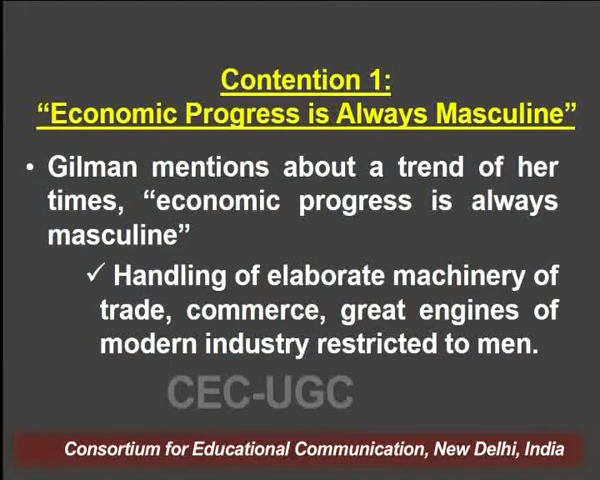 Contention 1:
“Economic Progress is Always Masculine”
• Gilman mentions about a trend of her
times, “economic progress is always
masculine”
✓ Handling of elaborate machinery of
trade, commerce, great engines of
modern industry restricted to men.
CEC-UGC
Consortium for Educational Communication, New Delhi, India